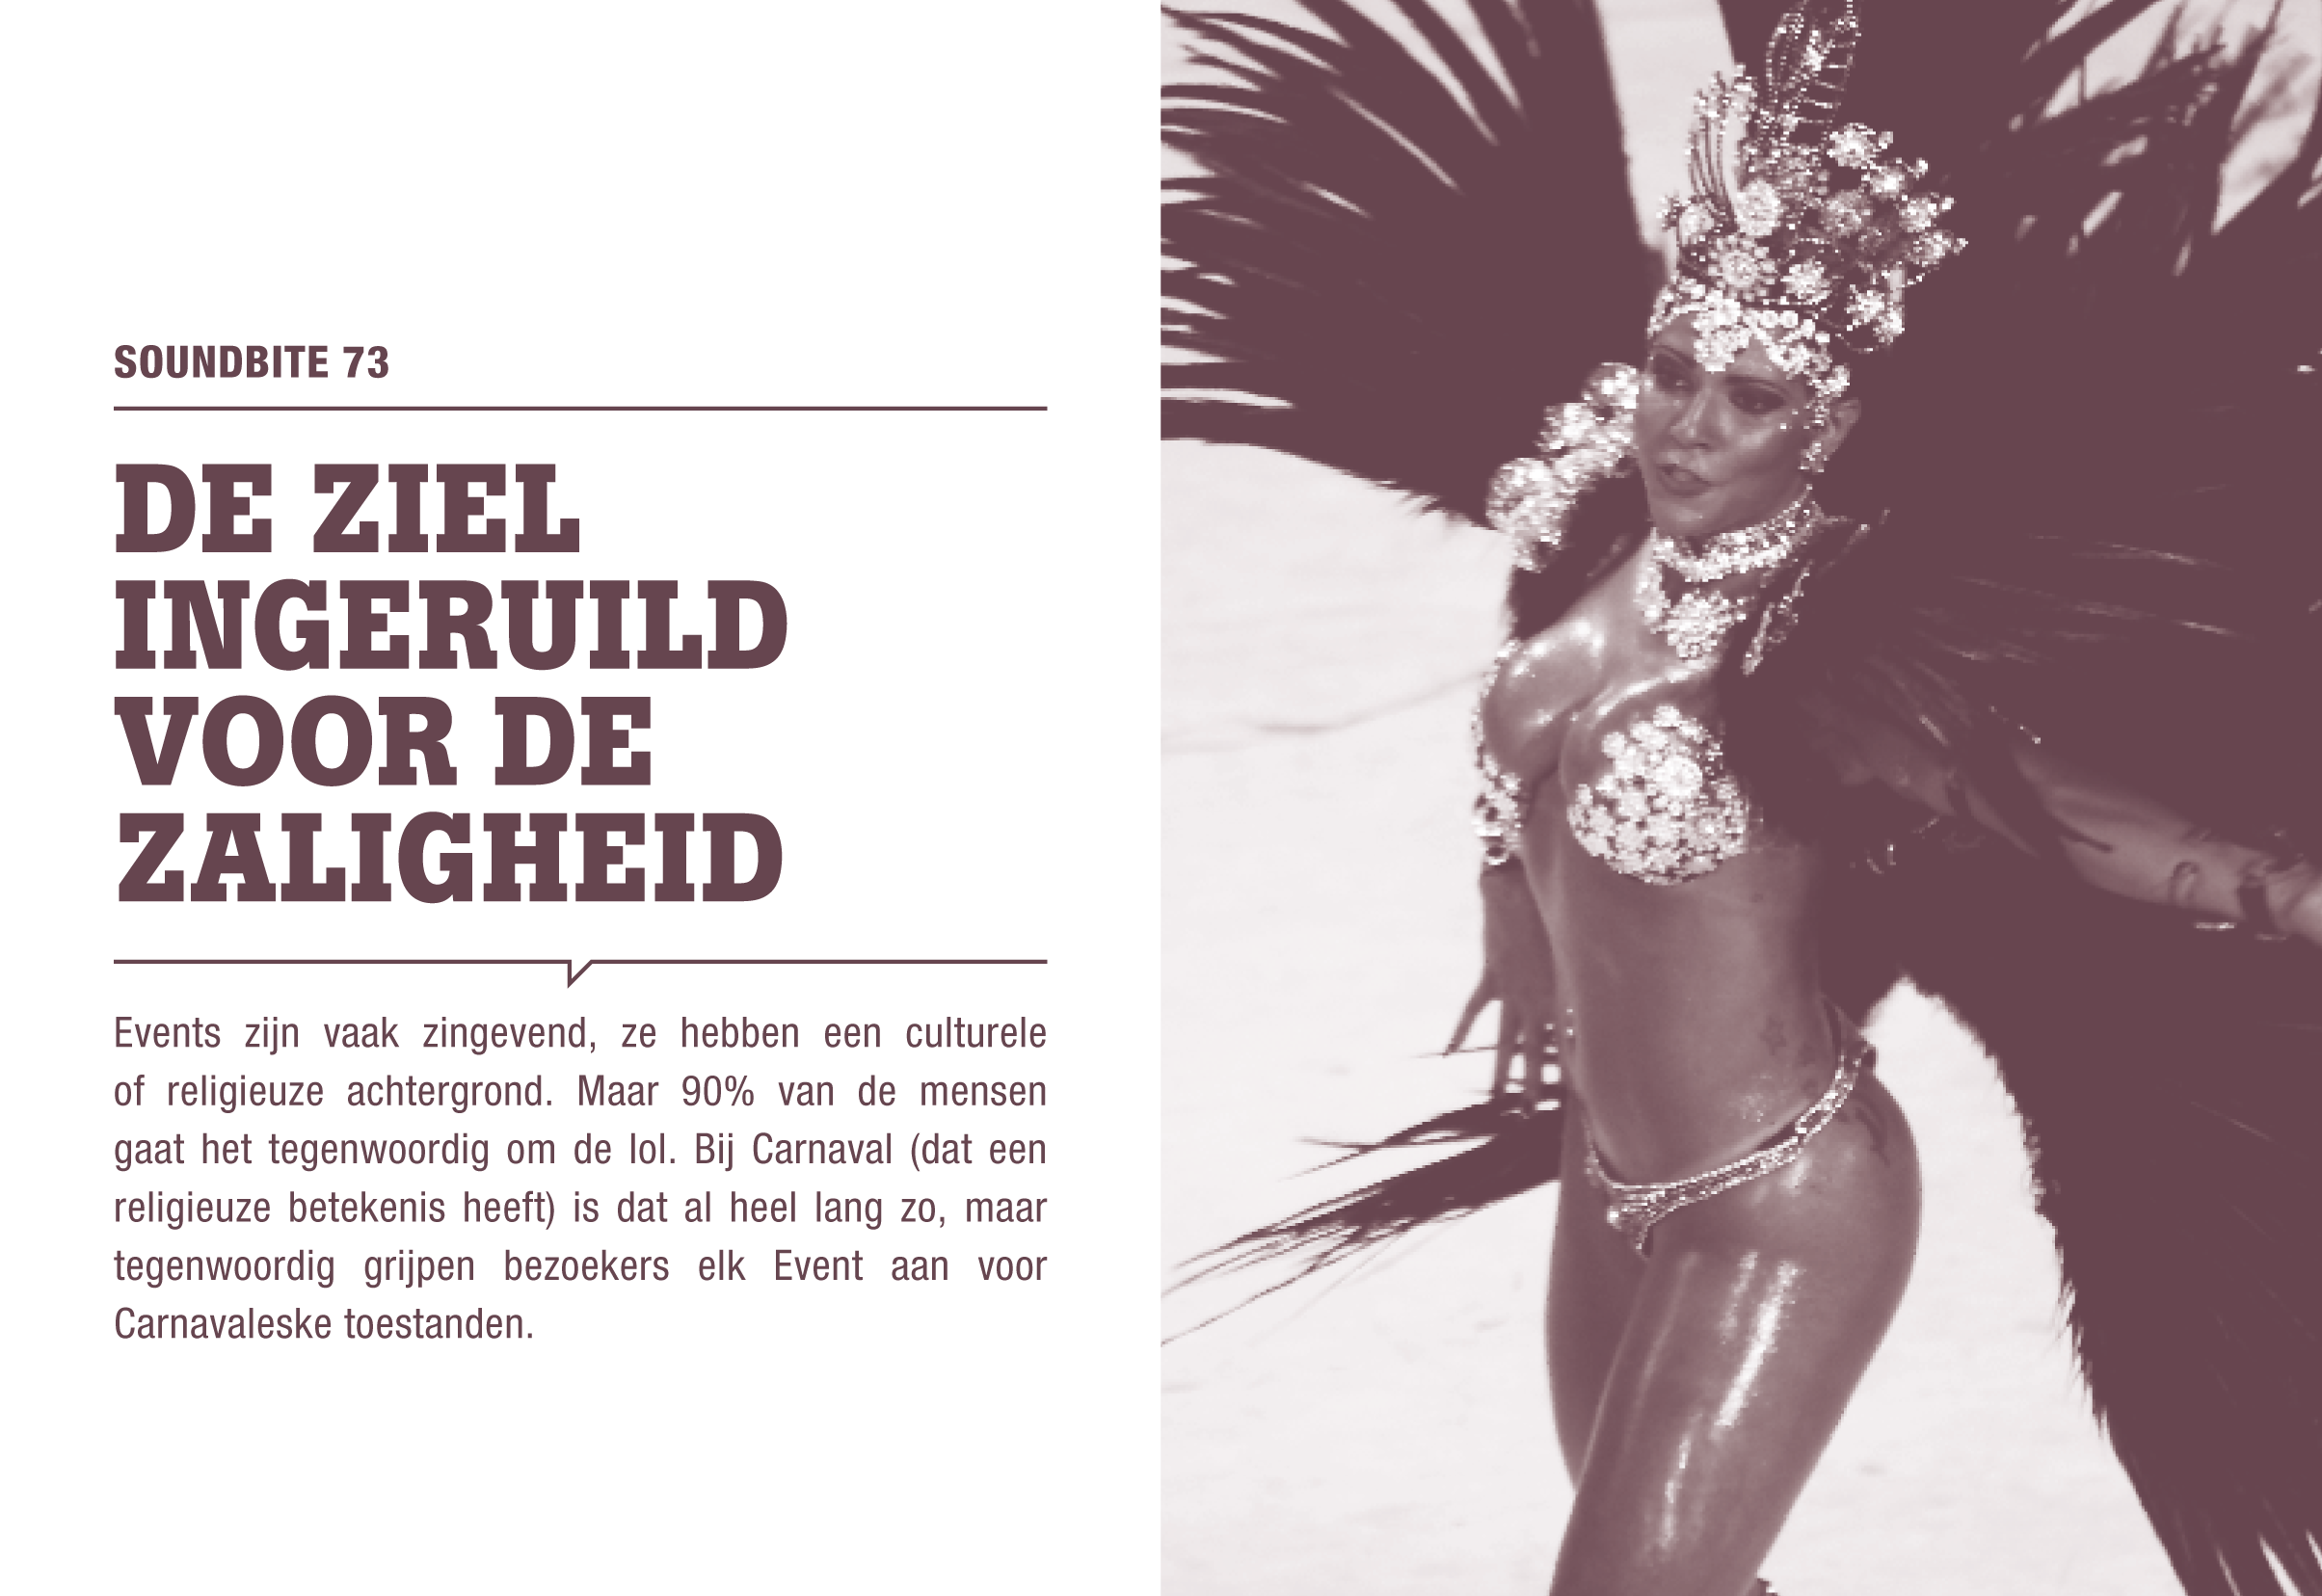 SOUNDBITE 73
DE ZIEL
INGERUILD
VOOR DE
ZALIGHEID
Events zijn vaak zingevend, ze hebben een culturele
of religieuze achtergrond. Maar 90% van de mensen
gaat het tegenwoordig om de lol. Bij Carnaval (dat een
religieuze betekenis heeft) is dat al heel lang zo, maar
tegenwoordig grijpen bezoekers elk Event aan voor
Carnavaleske toestanden.